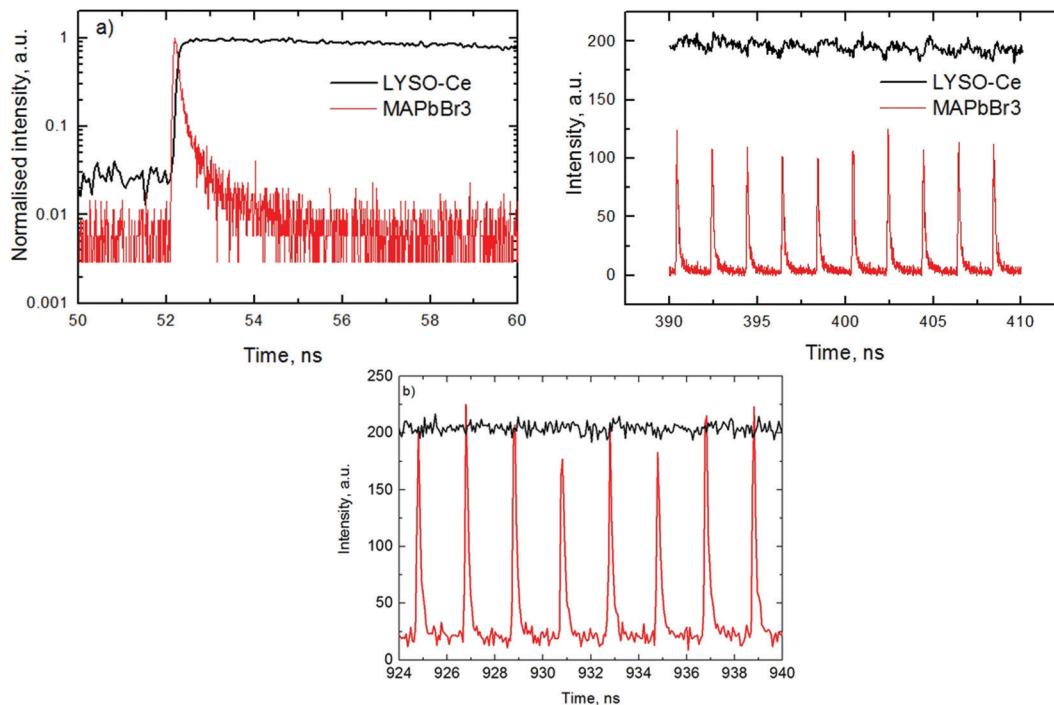 a)
Normalised intensity, a.u.
1
0.1
0.01
0.001
LYSO-Ce
MAPbBr3
50 52 54 56 58 60
Time, ns
Intensity, a.u.
200
150
100
50
0
LYSO-Ce
MAPbBr3
390 395 400 405 410
Time, ns
b)
Intensity, a.u.
250
200
150
100
50
0
924 926 928 930 932 934 936 938 940
Time, ns